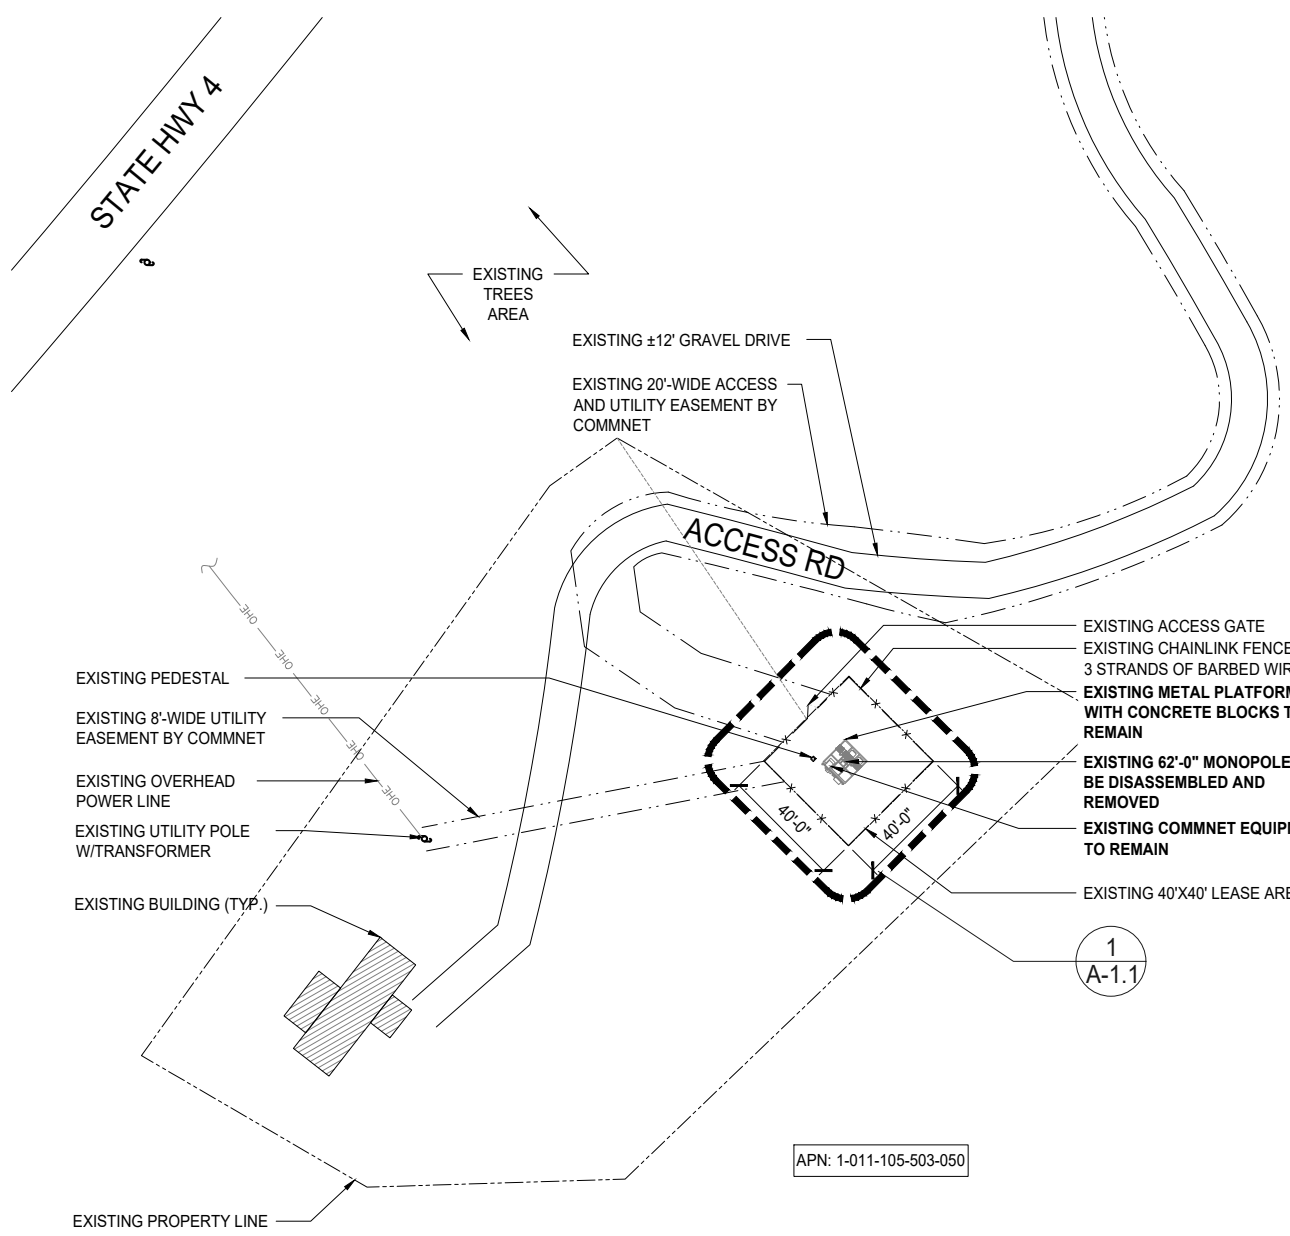 STATE HWY 4
EXISTING
TREES
AREA
EXISTING ±12' GRAVEL DRIVE
EXISTING 20'-WIDE ACCESS
AND UTILITY EASEMENT BY
COMMNET
ACCESS RD
OHE
OHE
OHE
OHE
OHE
EXISTING PEDESTAL
EXISTING 8'-WIDE UTILITY
EASEMENT BY COMMNET
EXISTING OVERHEAD
POWER LINE
EXISTING UTILITY POLE
W/TRANSFORMER
EXISTING BUILDING (TYP.)
EXISTING ACCESS GATE
EXISTING CHAINLINK FENCE
3 STRANDS OF BARBED WIR
EXISTING METAL PLATFORM
WITH CONCRETE BLOCKS T
REMAIN
EXISTING 62'-0" MONOPOLE
BE DISASSEMBLED AND
REMOVED
EXISTING COMMNET EQUIP
TO REMAIN
40'-0"
40'-0"
EXISTING 40'X40' LEASE ARE
1
A-1.1
APN: 1-011-105-503-050
EXISTING PROPERTY LINE